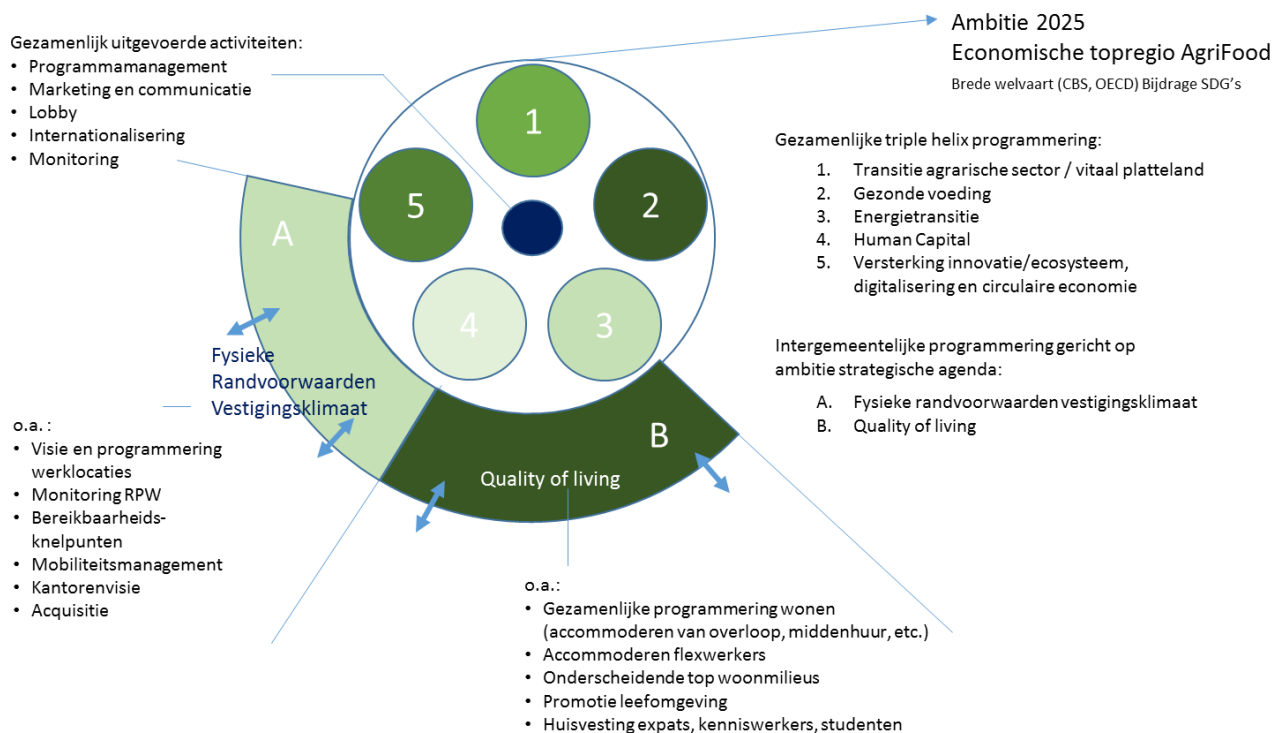 Ambitie 2025
Economische topregio AgriFood
Brede welvaart (CBS, OECD) Bijdrage SDG's
Gezamenlijk uitgevoerde activiteiten:
• Programmamanagement
• Marketing en communicatie
• Lobby
• Internationalisering
• Monitoring
1
2
3
4
5
A
Fysieke
Randvoorwaarden
Vestigingsklimaat
B
Quality of living
Gezamenlijke triple helix programmering:
1. Transitie agrarische sector / vitaal platteland
2. Gezonde voeding
3. Energietransitie
4. Human Capital
5. Versterking innovatie/ecosysteem,
digitalisering en circulaire economie
Intergemeentelijke programmering gericht op
ambitie strategische agenda:
A. Fysieke randvoorwaarden vestigingsklimaat
B. Quality of living
o.a. :
• Visie en programmering
werklocaties
• Monitoring RPW
• Bereikbaarheids-
knelpunten
• Mobiliteitsmanagement
• Kantorenvisie
• Acquisitie
o.a.:
• Gezamenlijke programmering wonen
(accommoderen van overloop, middenhuur, etc.)
• Accommoderen flexwerkers
• Onderscheidende top woonmilieus
• Promotie leefomgeving
• Huisvesting expats, kenniswerkers, studenten